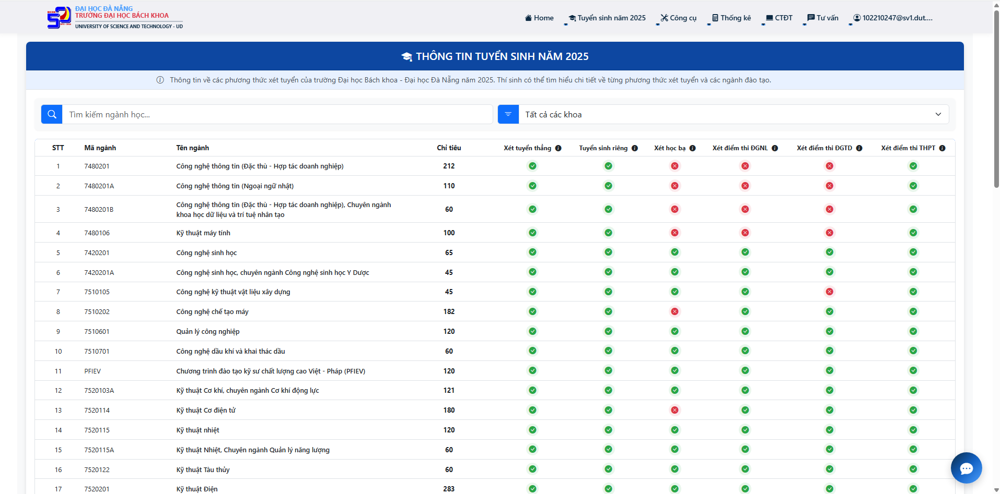 ĐẠI HỌC ĐÀ NẴNG
TRƯỜNG ĐẠI HỌC BÁCH KHOA
UNIVERSITY OF SCIENCE AND TECHNOLOGY - UD
Home
Tuyển sinh năm 2025
Công cụ
Thống kê
CTĐT
Tư vấn
102210247@sv1.dut....
THÔNG TIN TUYỂN SINH NĂM 2025
Thông tin về các phương thức xét tuyển của trường Đại học Bách khoa - Đại học Đà Nẵng năm 2025. Thí sinh có thể tìm hiểu chi tiết về từng phương thức xét tuyển và các ngành đào tạo.
Tìm kiếm ngành học...
Tất cả các khoa
STT Mã ngành Tên ngành Chỉ tiêu Xét tuyển thẳng Tuyển sinh riêng Xét học bạ Xét điểm thi ĐGNL Xét điểm thi ĐGTD Xét điểm thi THPT
1 7480201 Công nghệ thông tin (Đặc thù - Hợp tác doanh nghiệp) 212
2 7480201A Công nghệ thông tin (Ngoại ngữ nhật) 110
3 7480201B Công nghệ thông tin (Đặc thù - Hợp tác doanh nghiệp), Chuyên ngành
khoa học dữ liệu và trí tuệ nhân tạo 60
4 7480106 Kỹ thuật máy tính 100
5 7420201 Công nghệ sinh học 65
6 7420201A Công nghệ sinh học, chuyên ngành Công nghệ sinh học Y Dược 45
7 7510105 Công nghệ kỹ thuật vật liệu xây dựng 45
8 7510202 Công nghệ chế tạo máy 182
9 7510601 Quản lý công nghiệp 120
10 7510701 Công nghệ dầu khí và khai thác dầu 60
11 PFIEV Chương trình đào tạo kỹ sư chất lượng cao Việt - Pháp (PFIEV) 120
12 7520103A Kỹ thuật Cơ khí, chuyên ngành Cơ khí động lực 121
13 7520114 Kỹ thuật Cơ điện tử 180
14 7520115 Kỹ thuật nhiệt 120
15 7520115A Kỹ thuật Nhiệt, Chuyên ngành Quản lý năng lượng 60
16 7520122 Kỹ thuật Tàu thủy 60
17 7520201 Kỹ thuật Điện 283